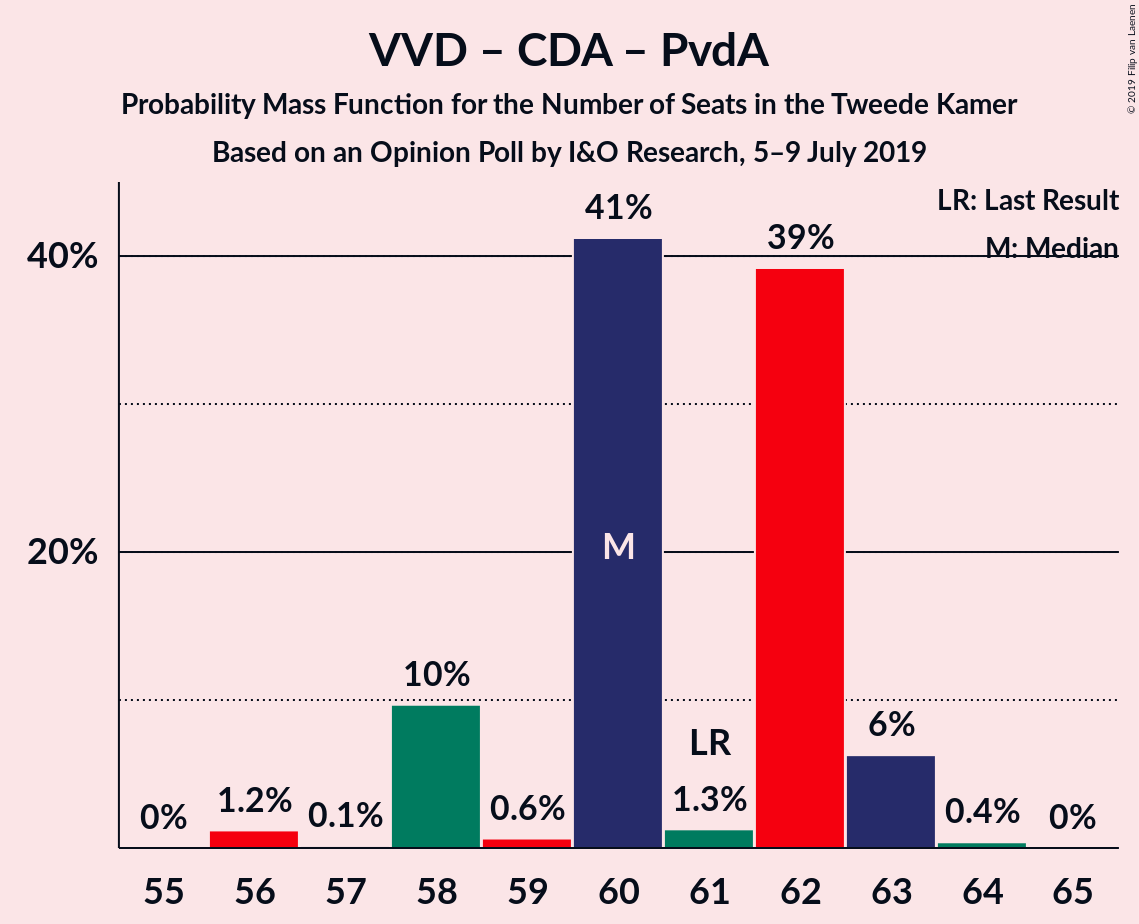 VVD – CDA – PvdA
Probability Mass Function for the Number of Seats in the Tweede Kamer
Based on an Opinion Poll by I&O Research, 5–9 July 2019
© 2019 Filip van Laenen
LR: Last Result
M: Median
40%
20%
0%
1.2%
0.1%
10%
0.6%
41%
M
LR
1.3%
39%
6%
0.4%
0%
55 56 57 58 59 60 61 62 63 64 65